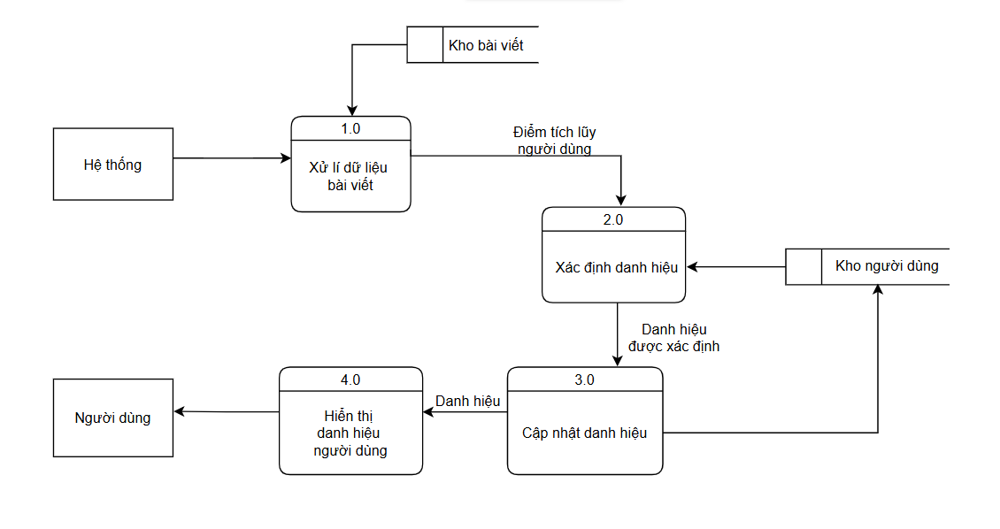 Kho bài viết
1.0
Điểm tích lũy
người dùng
Hệ thống
Xử lí dữ liệu
bài viết
2.0
Xác định danh hiệu
Kho người dùng
Danh hiệu
được xác định
4.0
3.0
Danh hiệu
Người dùng
Hiển thị
danh hiệu
người dùng
Cập nhật danh hiệu